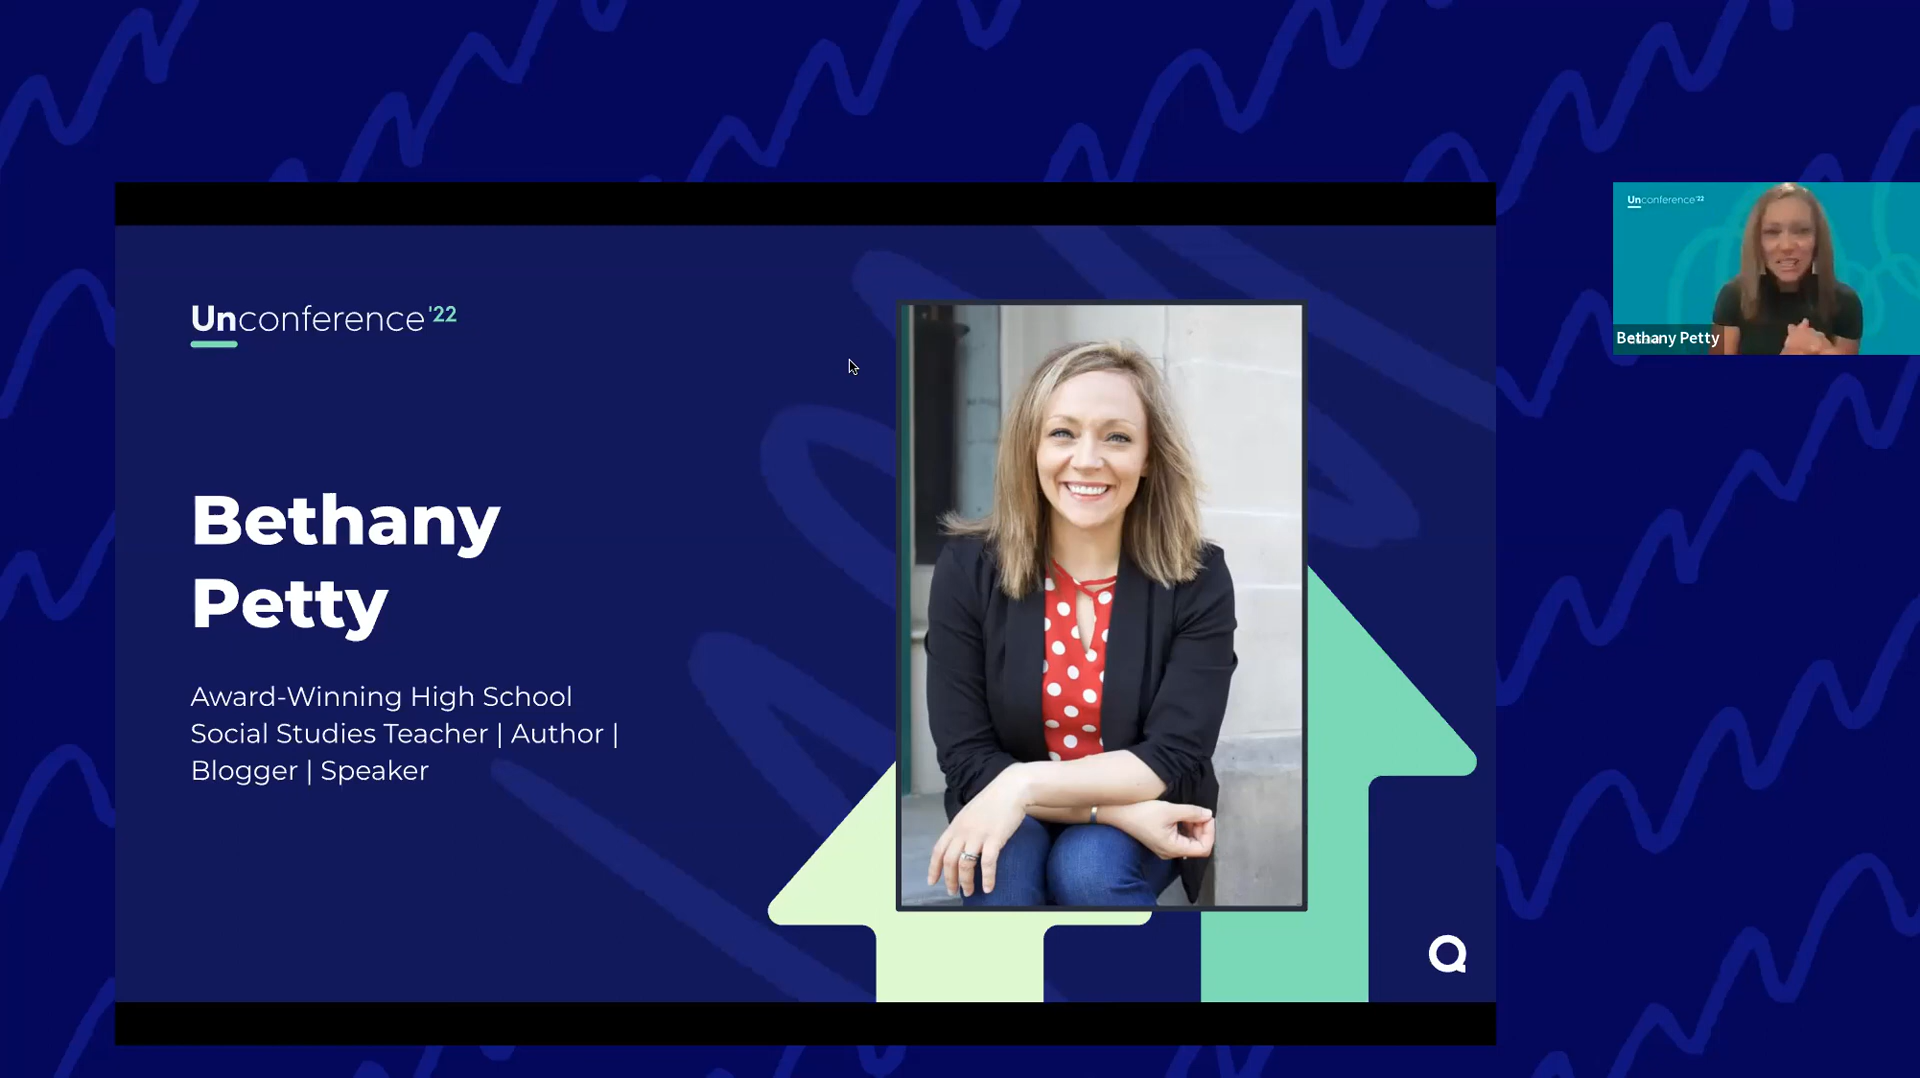 Unconference '22
Bethany
Petty
Award-Winning High School
Social Studies Teacher | Author |
Blogger | Speaker
Unconference '22
Bethany Petty